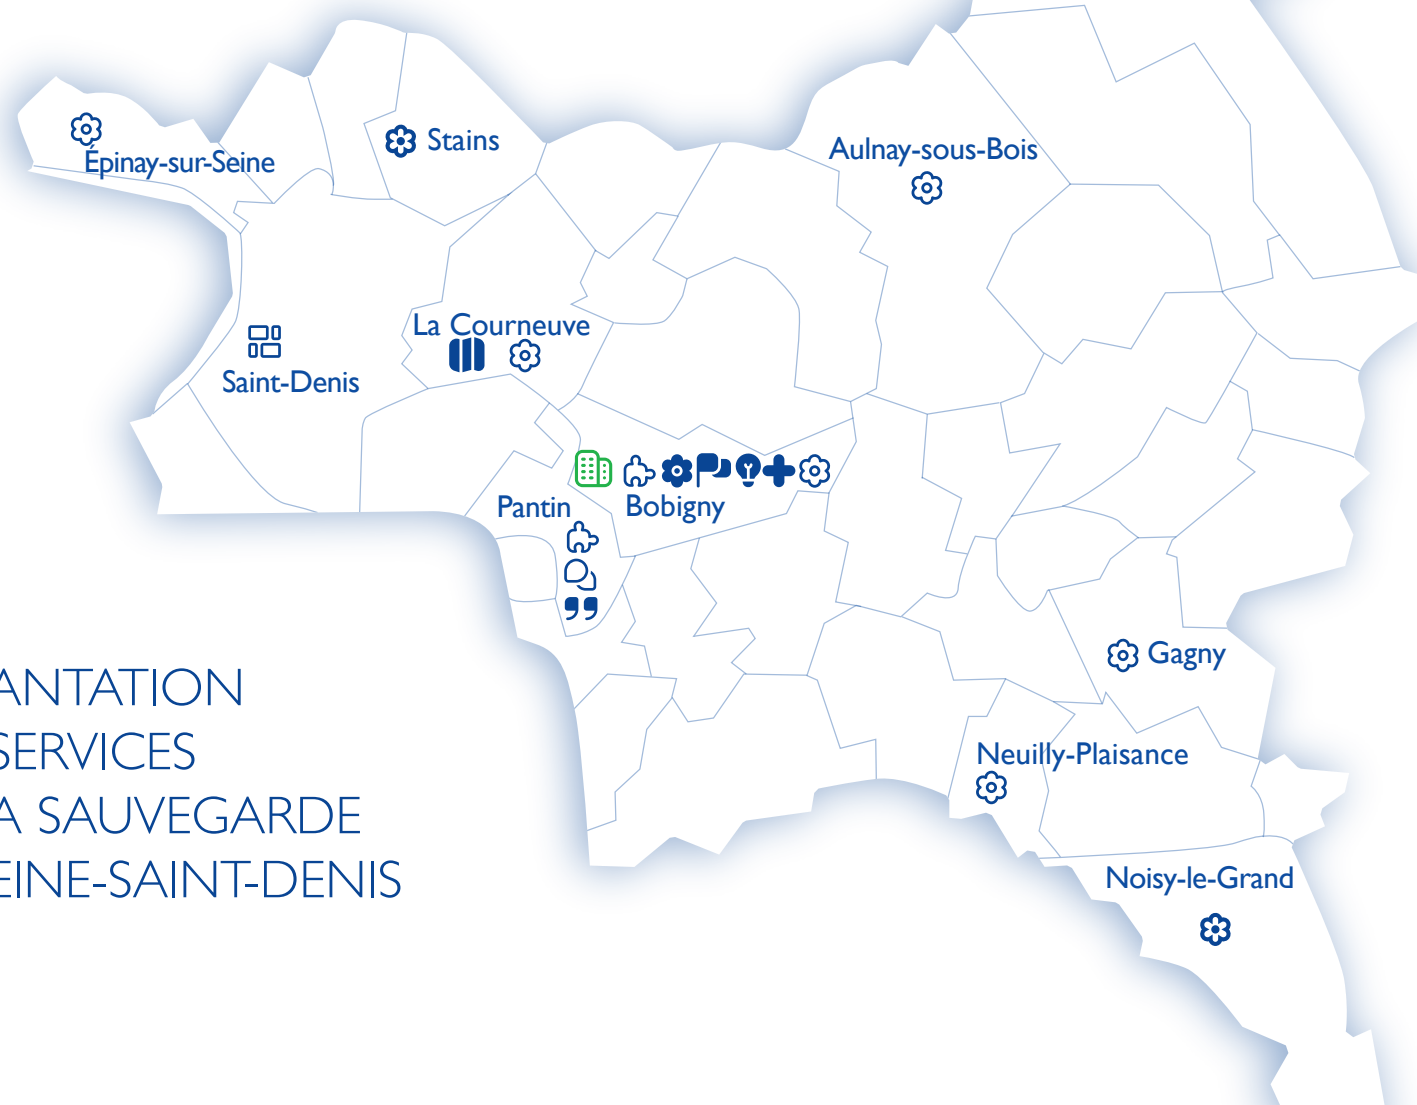 Stains
Aulnay-sous-Bois
Épinay-sur-Seine
La Courneuve
Saint-Denis
Pantin
Bobigny
Gagny
Neuilly-Plaisance
Noisy-le-Grand
ANTATION
SERVICES
A SAUVEGARDE
EINE-SAINT-DENIS